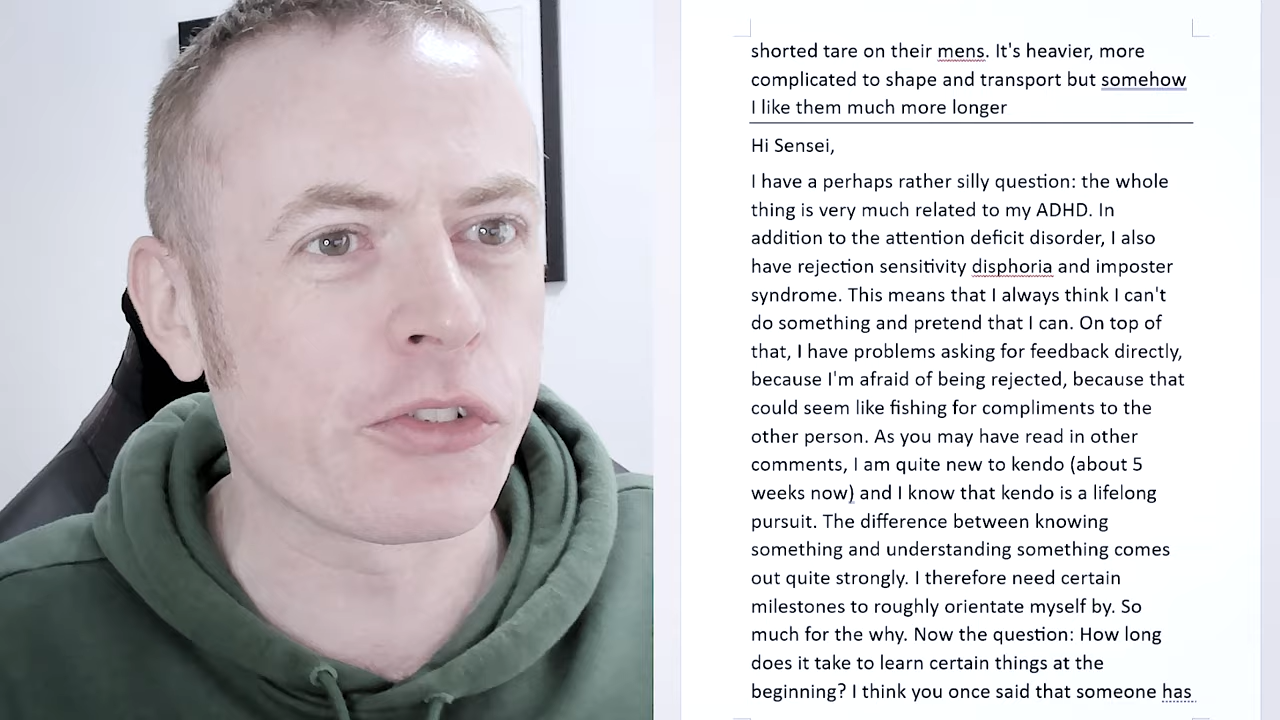 shorted tare on their mens. It's heavier, more
complicated to shape and transport but somehow
I like them much more longer
Hi Sensei,
I have a perhaps rather silly question: the whole
thing is very much related to my ADHD. In
addition to the attention deficit disorder, I also
have rejection sensitivity disphoria and imposter
syndrome. This means that I always think I can't
do something and pretend that I can. On top of
that, I have problems asking for feedback directly,
because I'm afraid of being rejected, because that
could seem like fishing for compliments to the
other person. As you may have read in other
comments, I am quite new to kendo (about 5
weeks now) and I know that kendo is a lifelong
pursuit. The difference between knowing
something and understanding something comes
out quite strongly. I therefore need certain
milestones to roughly orientate myself by. So
much for the why. Now the question: How long
does it take to learn certain things at the
beginning? I think you once said that someone has